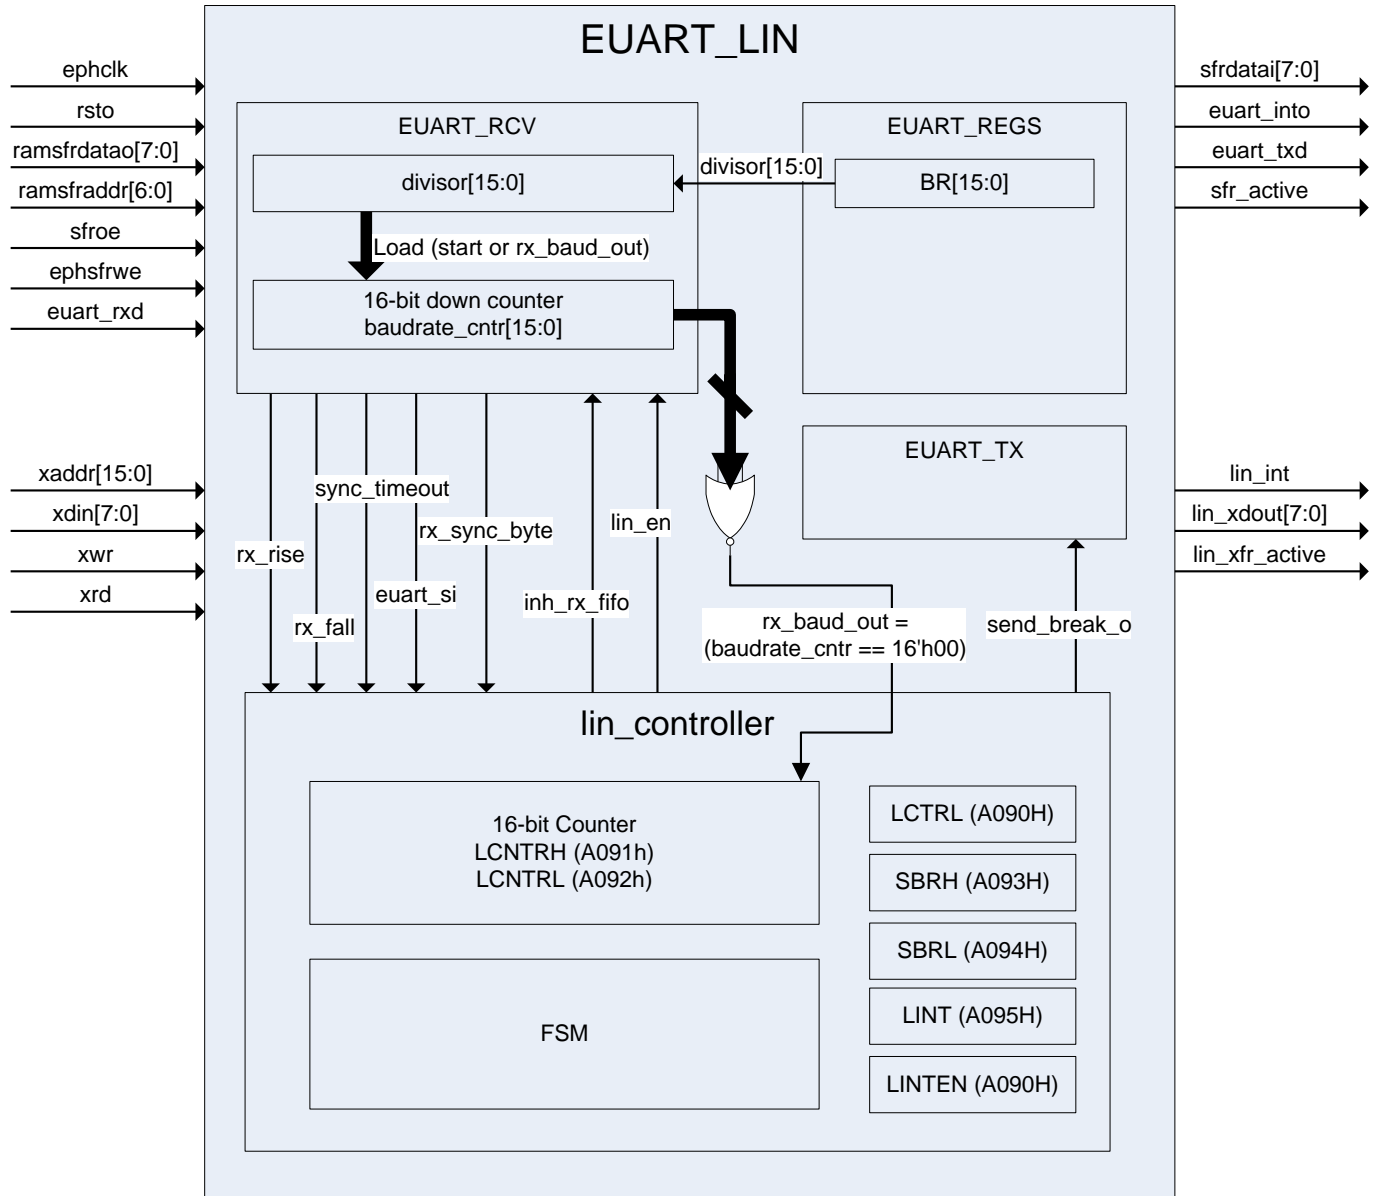 EUART_LIN
ephclk
rsto
ramsfrdatao[7:0]
ramsfraddr[6:0]
sfroe
ephsfrwe
euart_rxd
xaddr[15:0]
xdin[7:0]
xwr
xrd
EUART_RCV
divisor[15:0]
Load (start or rx_baud_out)
16-bit down counter
baudrate_cntr[15:0]
divisor[15:0]
EUART_REGS
BR[15:0]
EUART_TX
sfrdatai[7:0]
euart_into
euart_txd
sfr_active
lin_int
lin_xdout[7:0]
lin_xfr_active
rx_rise
rx_fall
sync_timeout
euart_si
rx_sync_byte
inh_rx_fifo
lin_en
rx_baud_out =
(baudrate_cntr == 16'h00)
send_break_o
lin_controller
16-bit Counter
LCNTRH (A091h)
LCNTRL (A092h)
FSM
LCTRL (A090H)
SBRH (A093H)
SBRL (A094H)
LINT (A095H)
LINTEN (A090H)